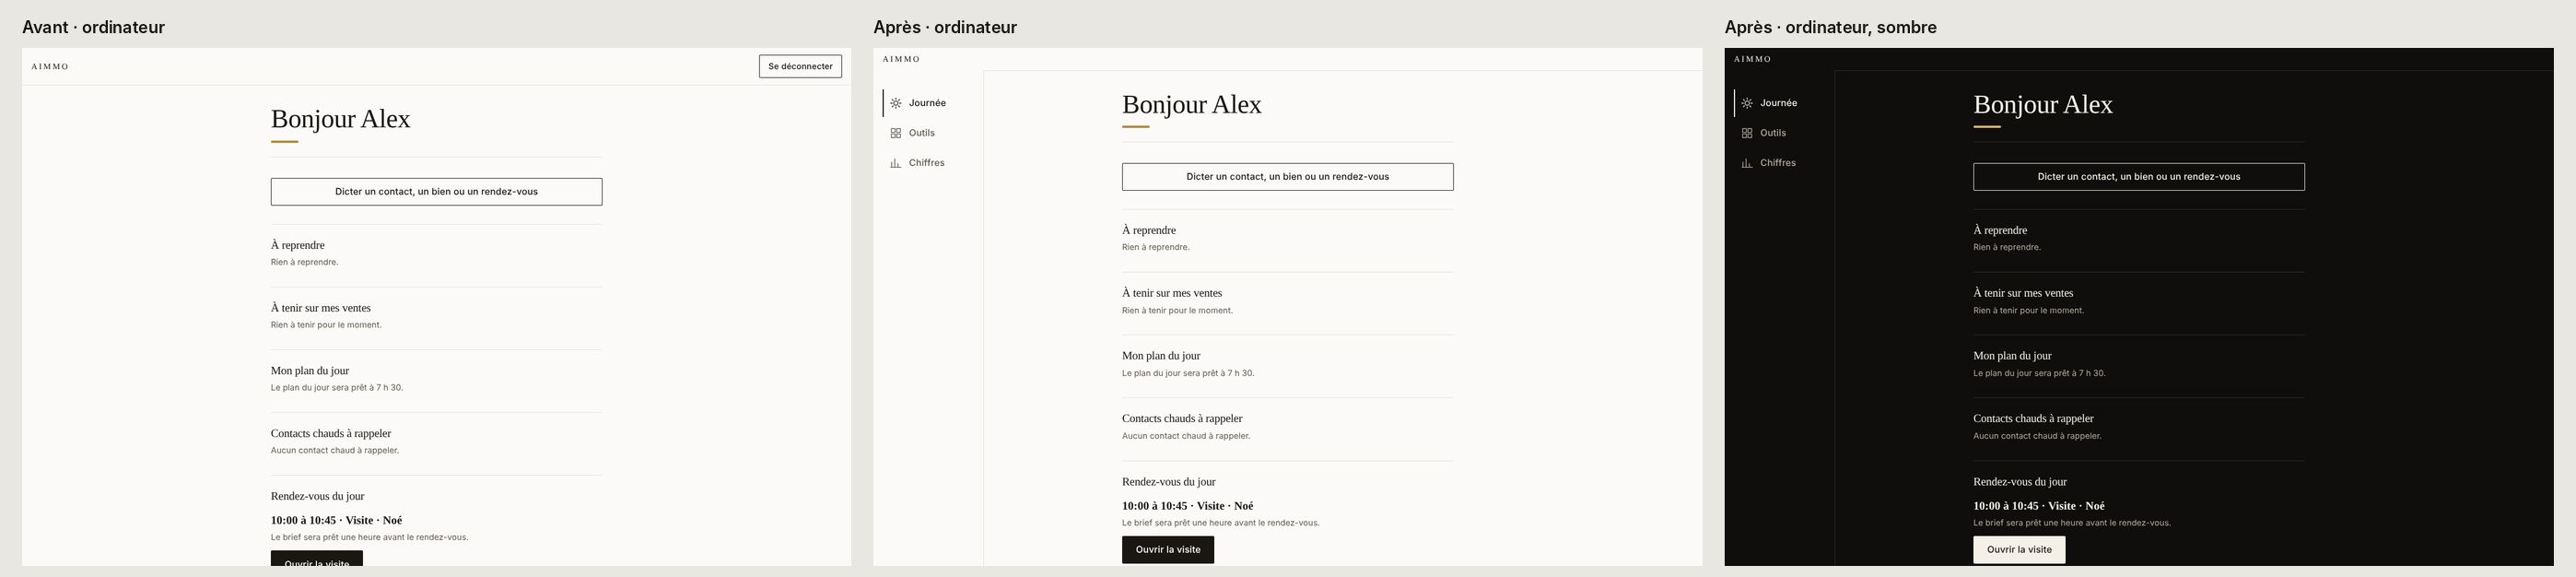 Avant · ordinateur
AIMMO
Se déconnecter
Bonjour Alex
Dicter un contact, un bien ou un rendez-vous
À reprendre
Rien à reprendre.
À tenir sur mes ventes
Rien à tenir pour le moment.
Mon plan du jour
Le plan du jour sera prêt à 7 h 30.
Contacts chauds à rappeler
Aucun contact chaud à rappeler.
Rendez-vous du jour
10:00 à 10:45 · Visite · Noé
Le brief sera prêt une heure avant le rendez-vous.
Ouvrir la visite
Après · ordinateur
AIMMO
Journée
Outils
Chiffres
Bonjour Alex
Dicter un contact, un bien ou un rendez-vous
À reprendre
Rien à reprendre.
À tenir sur mes ventes
Rien à tenir pour le moment.
Mon plan du jour
Le plan du jour sera prêt à 7 h 30.
Contacts chauds à rappeler
Aucun contact chaud à rappeler.
Rendez-vous du jour
10:00 à 10:45 · Visite · Noé
Le brief sera prêt une heure avant le rendez-vous.
Ouvrir la visite
Après · ordinateur, sombre
AIMMO
Journée
Outils
Chiffres
Bonjour Alex
Dicter un contact, un bien ou un rendez-vous
À reprendre
Rien à reprendre.
À tenir sur mes ventes
Rien à tenir pour le moment.
Mon plan du jour
Le plan du jour sera prêt à 7 h 30.
Contacts chauds à rappeler
Aucun contact chaud à rappeler.
Rendez-vous du jour
10:00 à 10:45 · Visite · Noé
Le brief sera prêt une heure avant le rendez-vous.
Ouvrir la visite